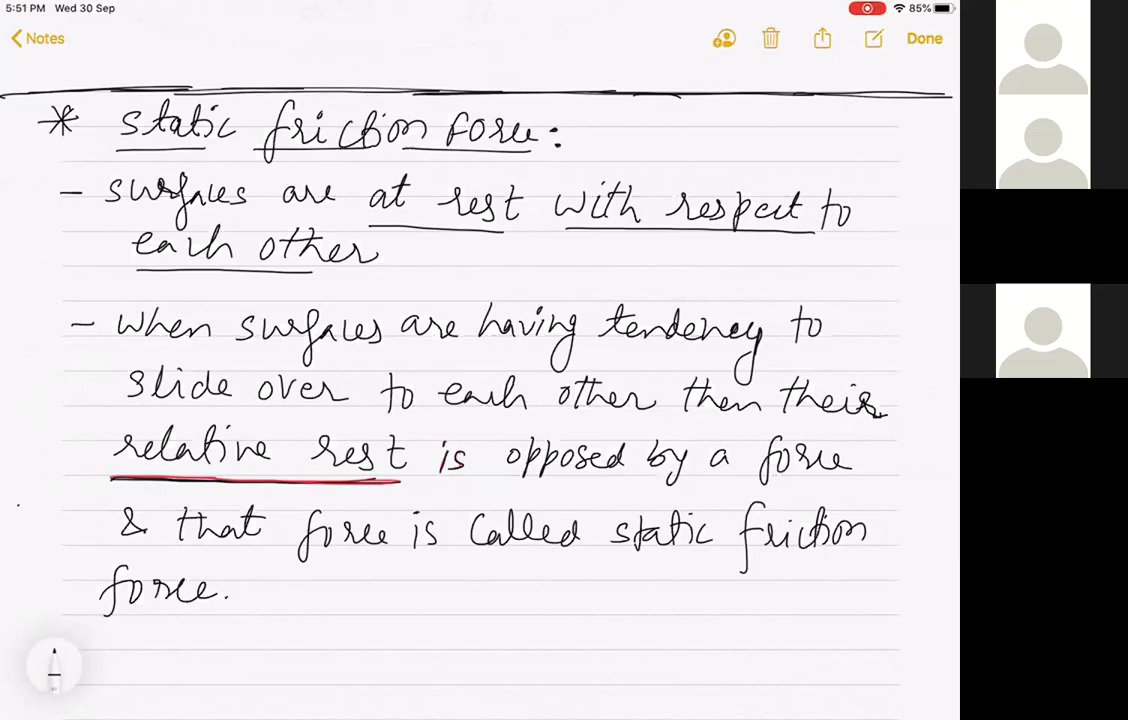 5:51 PM Wed 30 Sep
85%
Notes
Done
* static friction force:
- surfaces are at rest with respect to
each other
- when surfaces are having tendency to
slide over to each other then their
relative rest is opposed by a force
& that force is called static friction
force.